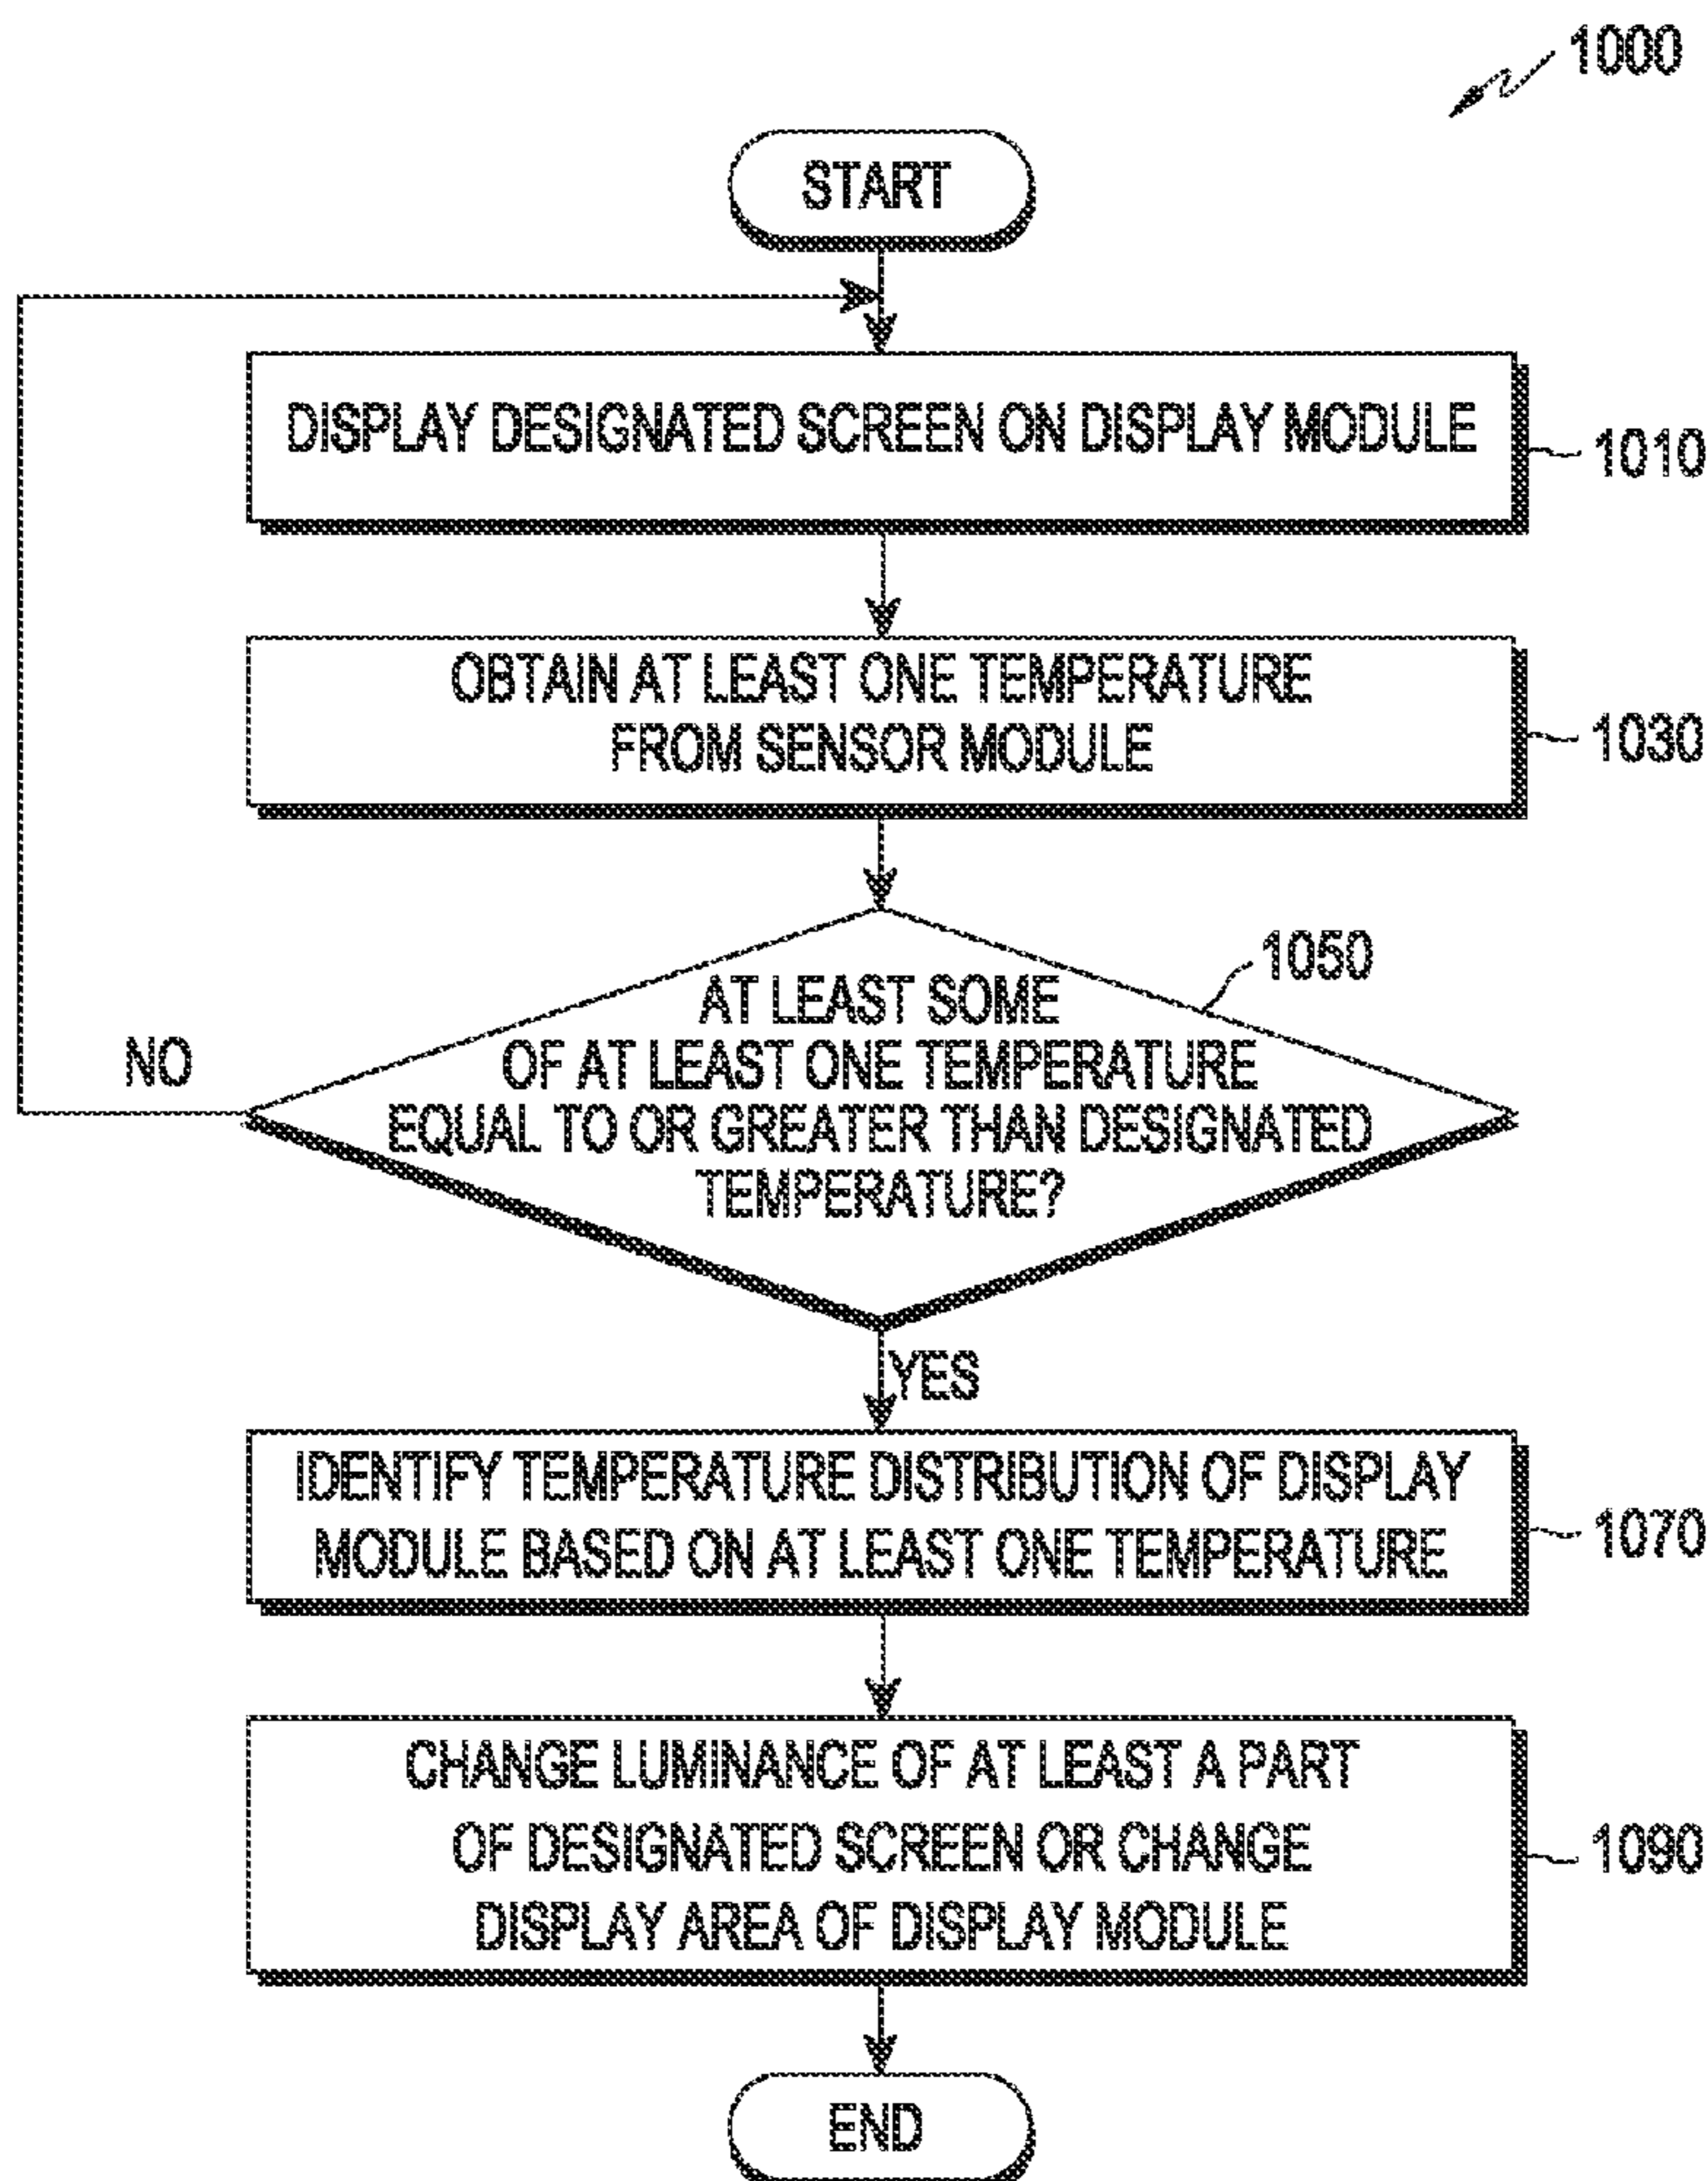 1000
START
DISPLAY DESIGNATED SCREEN ON DISPLAY MODULE
1010
OBTAIN AT LEAST ONE TEMPERATURE
FROM SENSOR MODULE
1030
1050
AT LEAST SOME
OF AT LEAST ONE TEMPERATURE
EQUAL TO OR GREATER THAN DESIGNATED
TEMPERATURE?
NO
YES
IDENTIFY TEMPERATURE DISTRIBUTION OF DISPLAY
MODULE BASED ON AT LEAST ONE TEMPERATURE
1070
CHANGE LUMINANCE OF AT LEAST A PART
OF DESIGNATED SCREEN OR CHANGE
DISPLAY AREA OF DISPLAY MODULE
1090
END